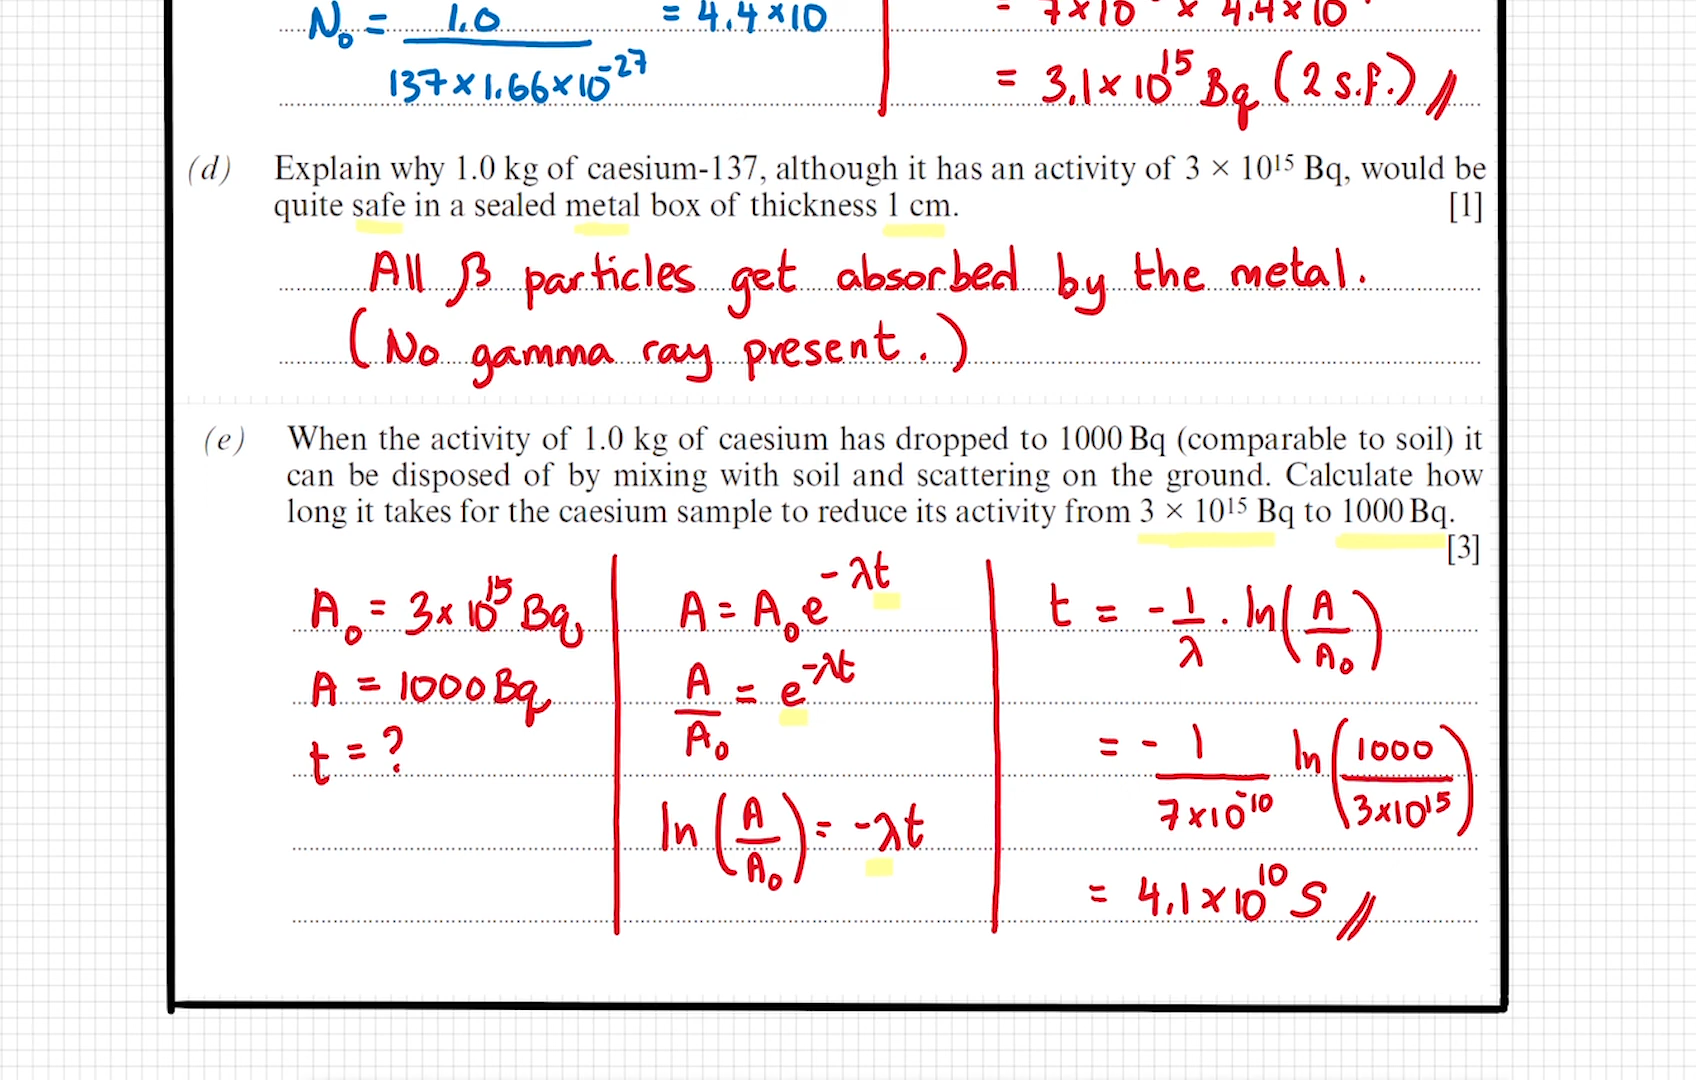 N₀ = 1.0 = 4.4×10
137×1.66×10⁻²⁷
= 7×10 × 4.4×10
= 3.1×10¹⁵ Bq (2 s.f.) //
(d) Explain why 1.0 kg of caesium-137, although it has an activity of 3 × 10¹⁵ Bq, would be
quite safe in a sealed metal box of thickness 1 cm. [1]
All β particles get absorbed by the metal.
(No gamma ray present.)
(e) When the activity of 1.0 kg of caesium has dropped to 1000 Bq (comparable to soil) it
can be disposed of by mixing with soil and scattering on the ground. Calculate how
long it takes for the caesium sample to reduce its activity from 3 × 10¹⁵ Bq to 1000 Bq.
[3]
A₀ = 3×10¹⁵ Bq
A = 1000 Bq
t = ?
A = A₀e^-λt
A/A₀ = e^-λt
ln(A/A₀) = -λt
t = -1/λ . ln(A/A₀)
= -1/7×10⁻¹⁰ ln(1000/3×10¹⁵)
= 4.1×10¹⁰ S //